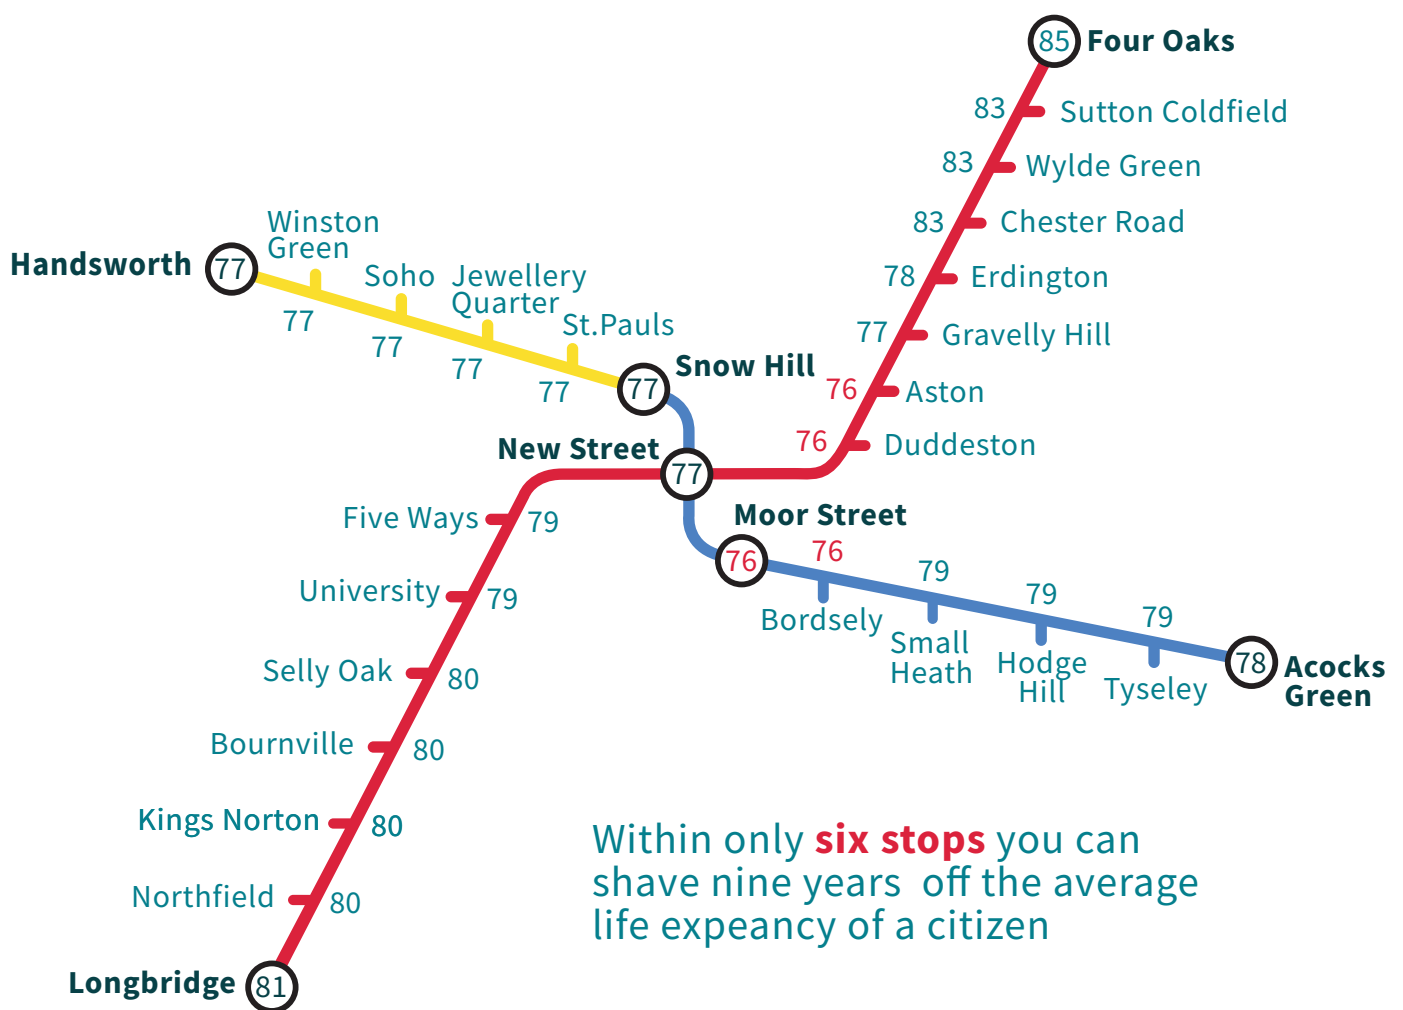 85 Four Oaks
83 Sutton Coldfield
83 Wylde Green
83 Chester Road
78 Erdington
77 Gravelly Hill
76 Aston
76 Duddeston
Handsworth 77
Winston
Green
77
Soho
77
Jewellery
Quarter
77
St.Pauls
77
77 Snow Hill
New Street
77
Moor Street
76
76
Bordsely
79
Small
Heath
79
Hodge
Hill
79
Tyseley
78 Acocks
Green
Five Ways 79
University 79
Selly Oak 80
Bournville 80
Kings Norton 80
Northfield 80
Longbridge 81
Within only six stops you can
shave nine years off the average
life expeancy of a citizen